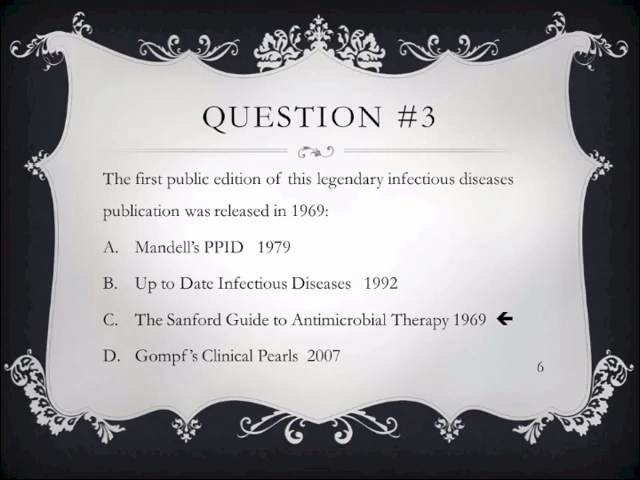 QUESTION #3
The first public edition of this legendary infectious diseases
publication was released in 1969:
A. Mandell's PPID 1979
B. Up to Date Infectious Diseases 1992
C. The Sanford Guide to Antimicrobial Therapy 1969 🡰
D. Gompf's Clinical Pearls 2007
6